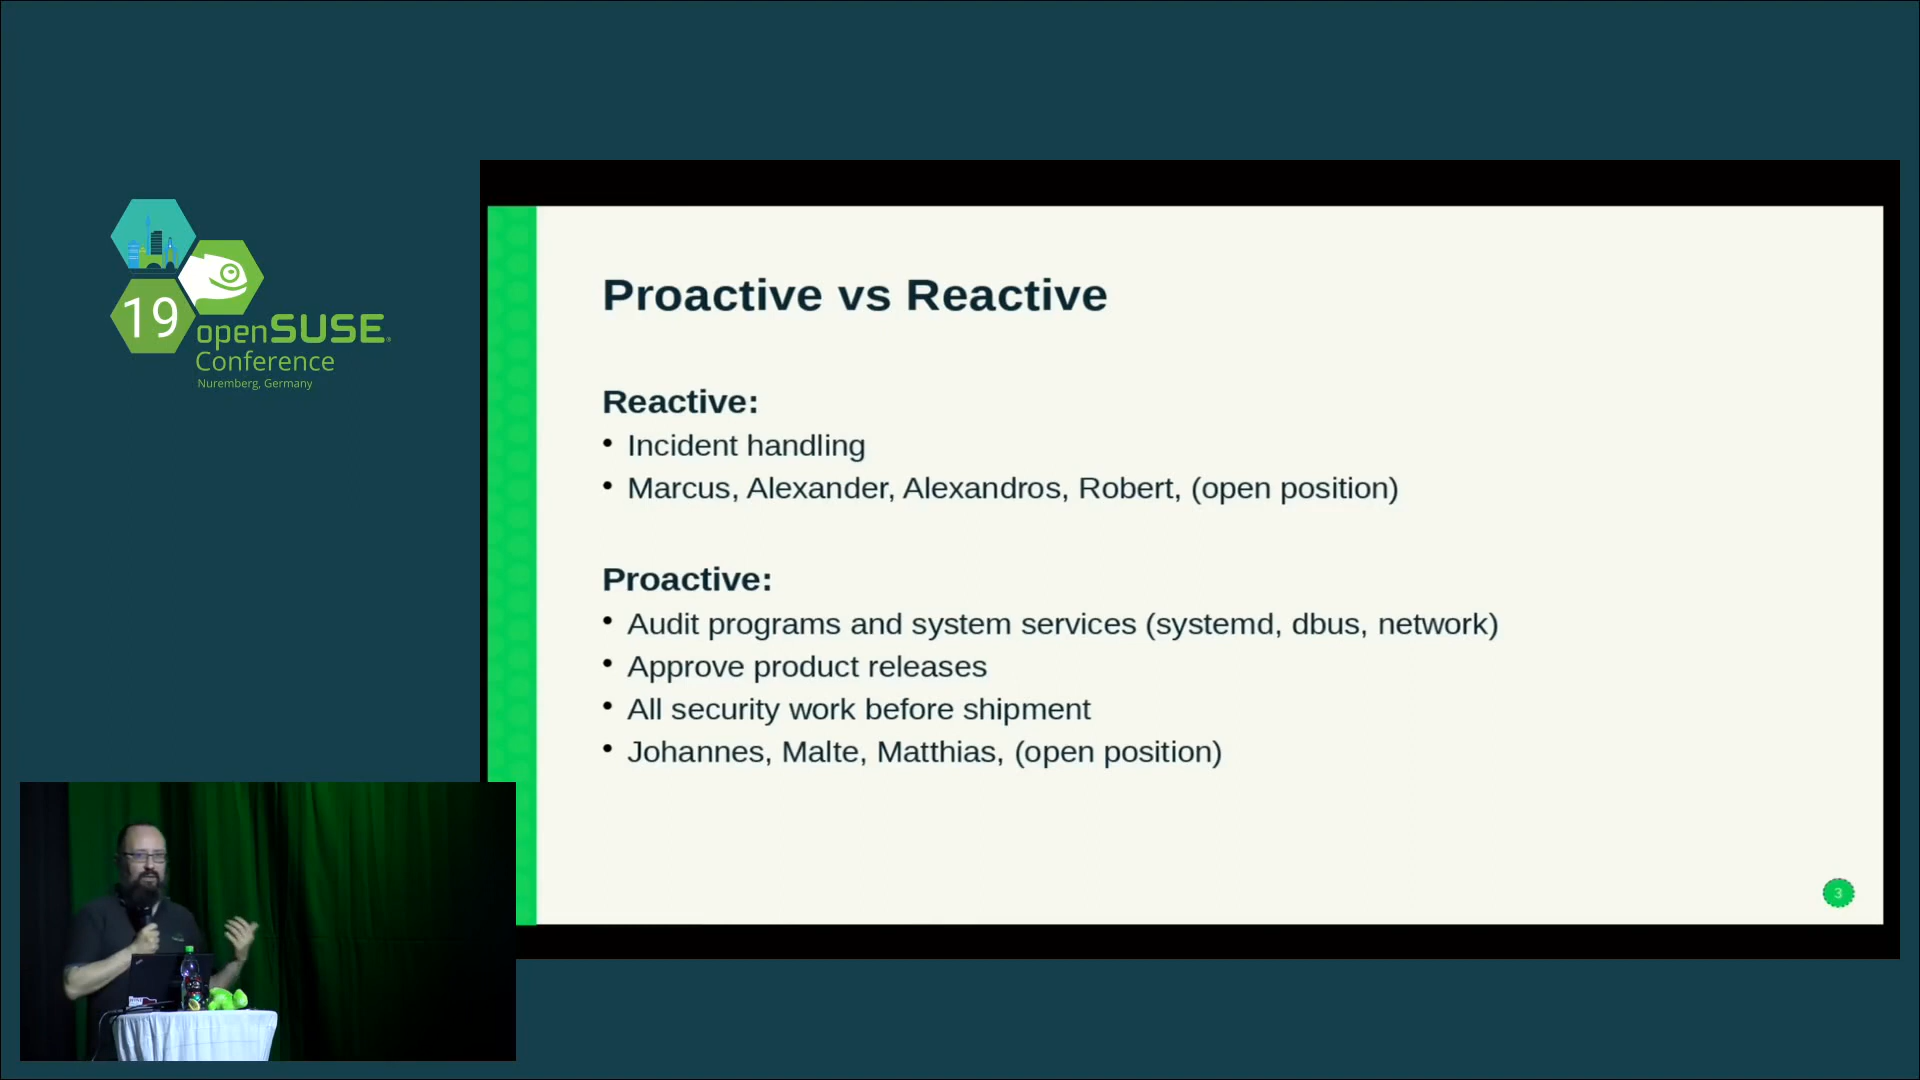 19
openSUSE
Conference
Nuremberg, Germany
Proactive vs Reactive
Reactive:
• Incident handling
• Marcus, Alexander, Alexandros, Robert, (open position)
Proactive:
• Audit programs and system services (systemd, dbus, network)
• Approve product releases
• All security work before shipment
• Johannes, Malte, Matthias, (open position)
3